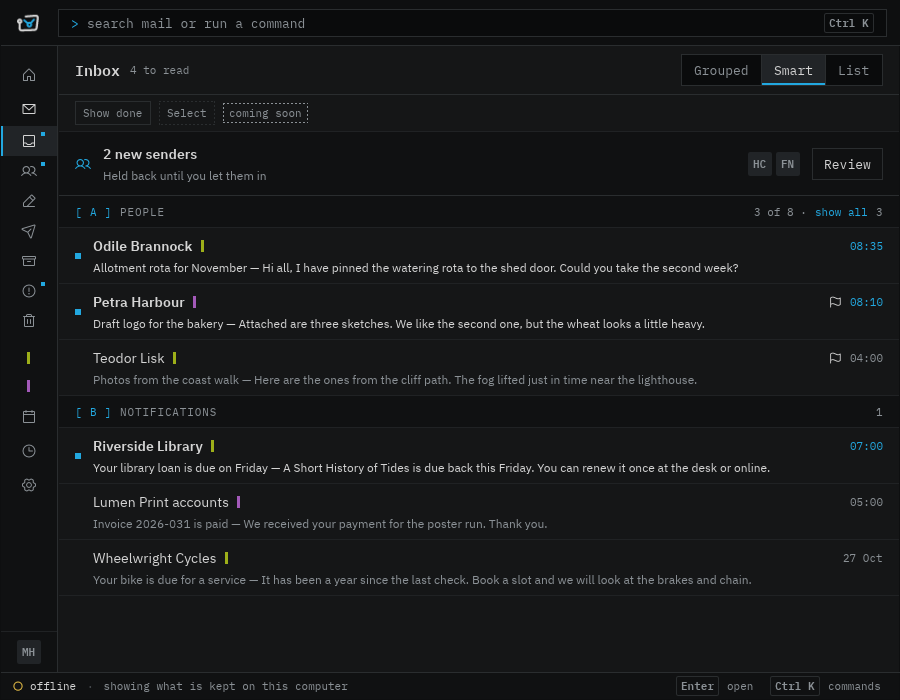 > search mail or run a command Ctrl K
Inbox 4 to read Grouped Smart List
Show done Select coming soon
2 new senders
Held back until you let them in HC FN Review
[ A ] PEOPLE 3 of 8 · show all 3
Odile Brannock 08:35
Allotment rota for November — Hi all, I have pinned the watering rota to the shed door. Could you take the second week?
Petra Harbour 08:10
Draft logo for the bakery — Attached are three sketches. We like the second one, but the wheat looks a little heavy.
Teodor Lisk 04:00
Photos from the coast walk — Here are the ones from the cliff path. The fog lifted just in time near the lighthouse.
[ B ] NOTIFICATIONS 1
Riverside Library 07:00
Your library loan is due on Friday — A Short History of Tides is due back this Friday. You can renew it once at the desk or online.
Lumen Print accounts 05:00
Invoice 2026-031 is paid — We received your payment for the poster run. Thank you.
Wheelwright Cycles 27 Oct
Your bike is due for a service — It has been a year since the last check. Book a slot and we will look at the brakes and chain.
MH
offline · showing what is kept on this computer Enter open Ctrl K commands